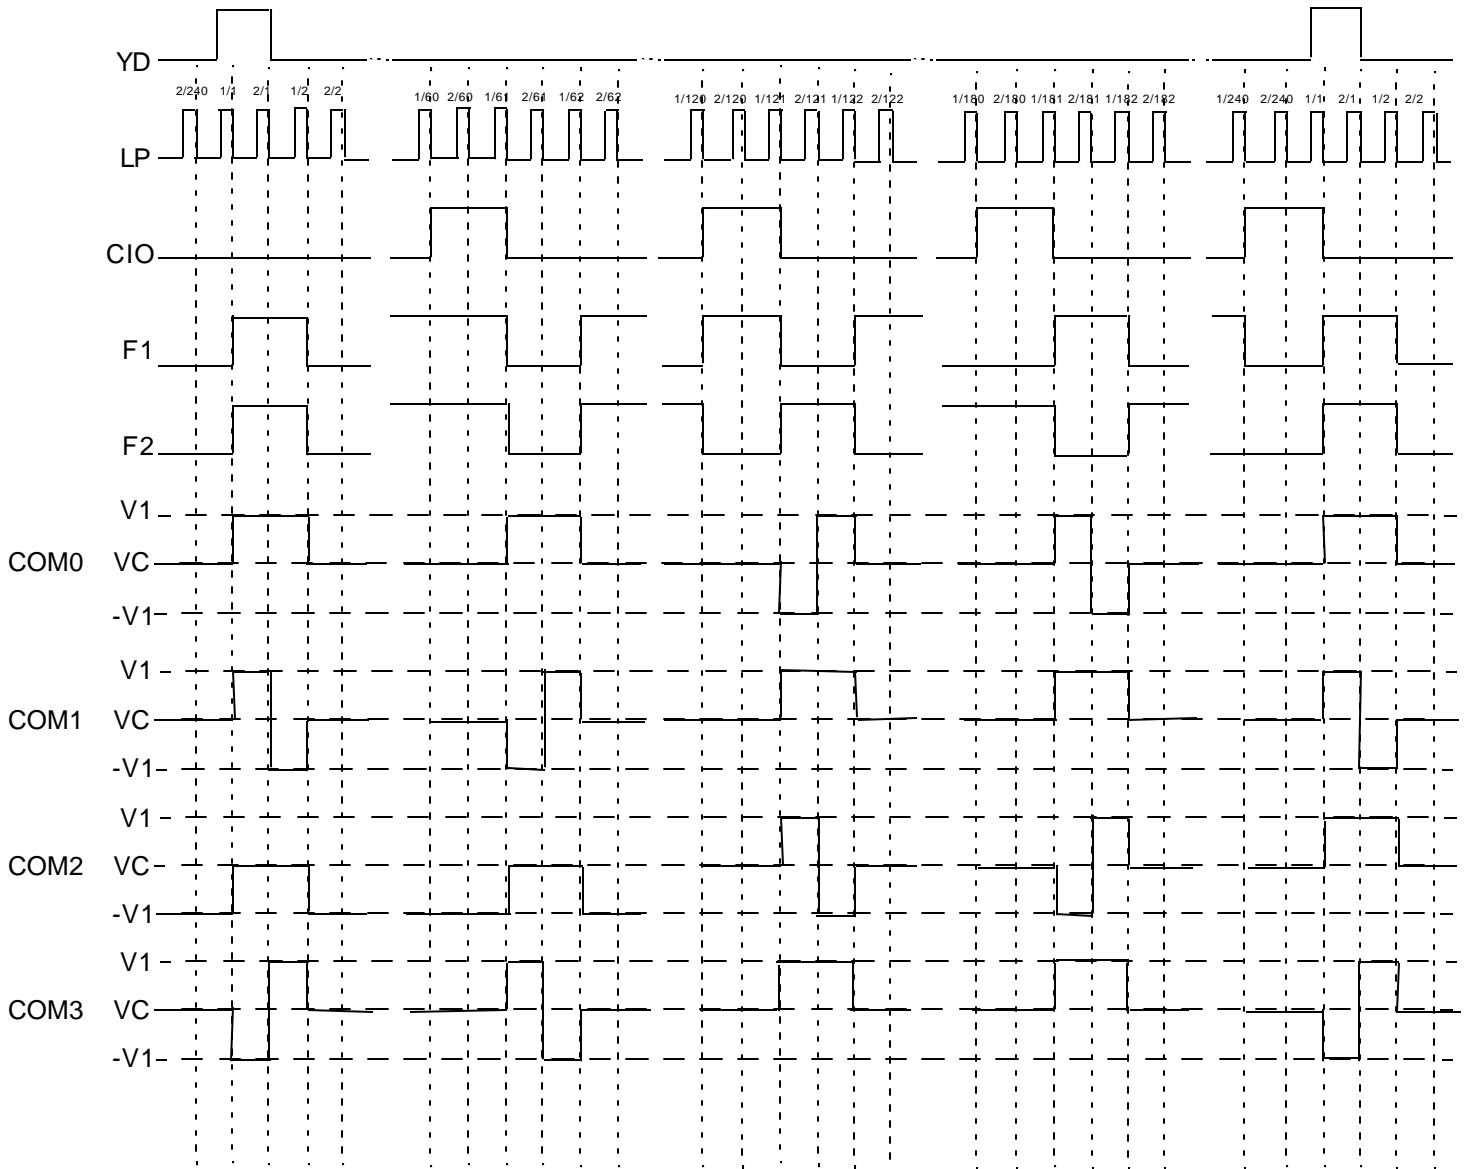 YD
2/240 1/1 2/1 1/2 2/2 1/60 2/60 1/61 2/61 1/62 2/62 1/120 2/120 1/121 2/121 1/122 2/122 1/180 2/180 1/181 2/181 1/182 2/182 1/240 2/240 1/1 2/1 1/2 2/2
LP
CIO
F1
F2
V1
COM0 VC
-V1
V1
COM1 VC
-V1
V1
COM2 VC
-V1
V1
COM3 VC
-V1